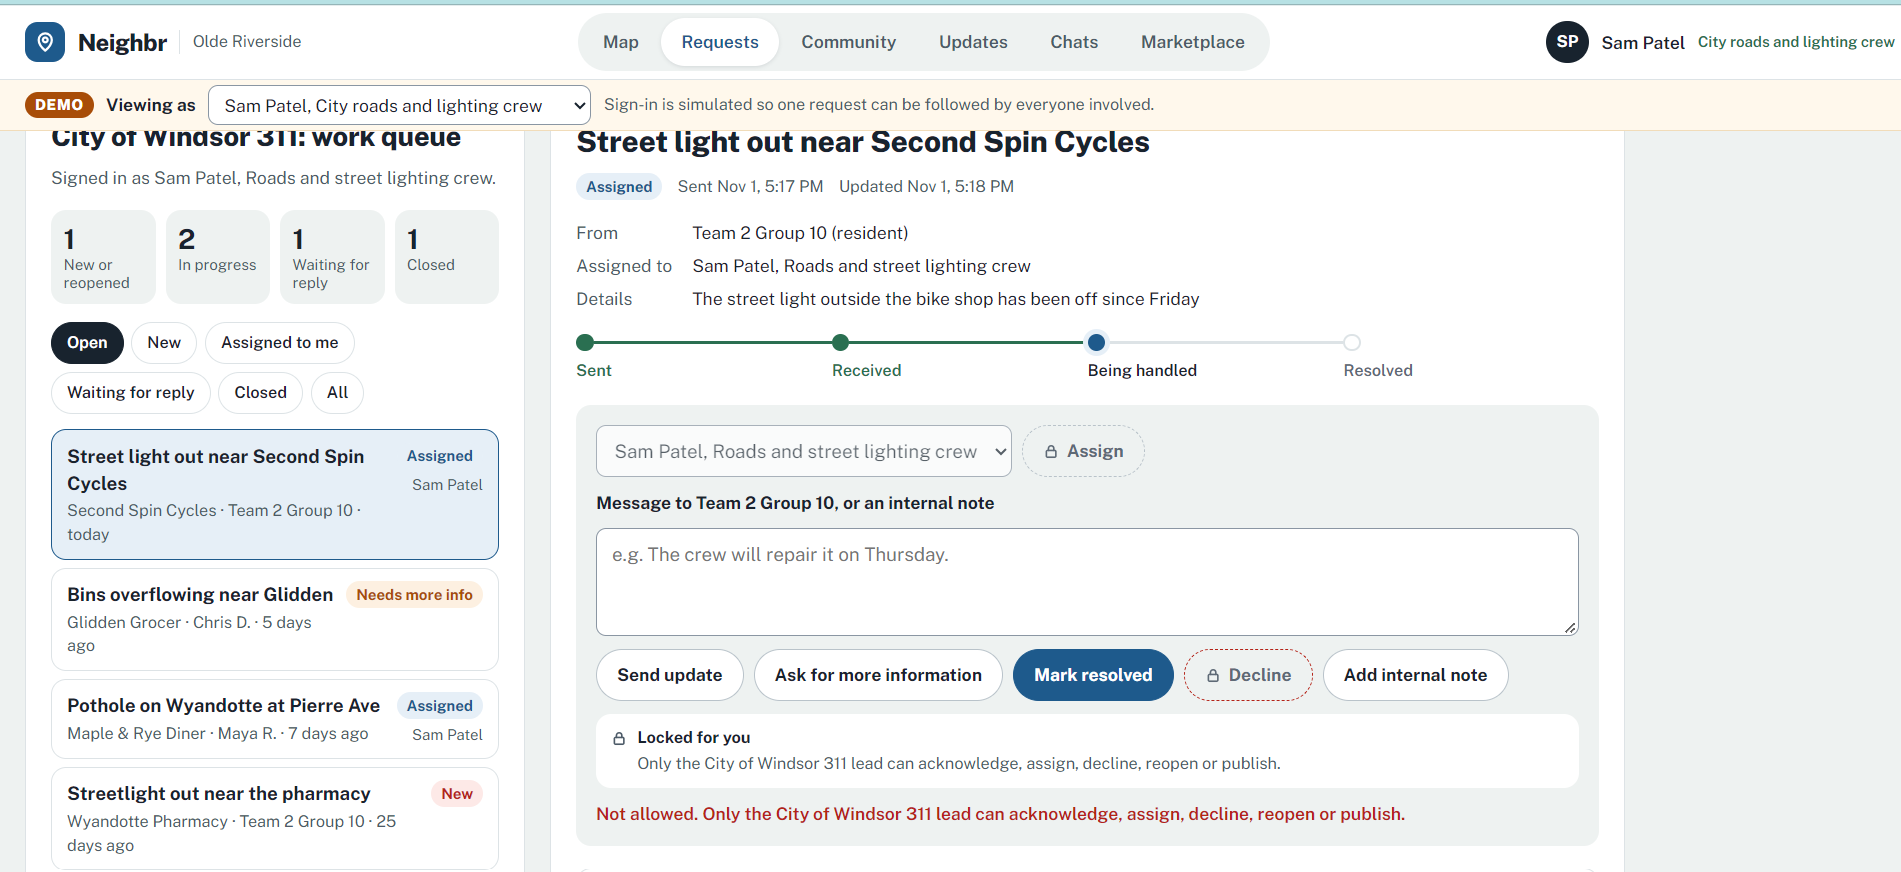 Neighbr
Olde Riverside
Map
Requests
Community
Updates
Chats
Marketplace
SP
Sam Patel
City roads and lighting crew
DEMO
Viewing as
Sam Patel, City roads and lighting crew
Sign-in is simulated so one request can be followed by everyone involved.
City of Windsor 311: work queue
Signed in as Sam Patel, Roads and street lighting crew.
1
New or
reopened
2
In progress
1
Waiting for
reply
1
Closed
Open
New
Assigned to me
Waiting for reply
Closed
All
Street light out near Second Spin
Cycles
Assigned
Sam Patel
Second Spin Cycles · Team 2 Group 10 ·
today
Bins overflowing near Glidden
Needs more info
Glidden Grocer · Chris D. · 5 days
ago
Pothole on Wyandotte at Pierre Ave
Assigned
Maple & Rye Diner · Maya R. · 7 days ago
Sam Patel
Streetlight out near the pharmacy
New
Wyandotte Pharmacy · Team 2 Group 10 · 25
days ago
Street light out near Second Spin Cycles
Assigned
Sent Nov 1, 5:17 PM
Updated Nov 1, 5:18 PM
From
Team 2 Group 10 (resident)
Assigned to
Sam Patel, Roads and street lighting crew
Details
The street light outside the bike shop has been off since Friday
Sent
Received
Being handled
Resolved
Sam Patel, Roads and street lighting crew
Assign
Message to Team 2 Group 10, or an internal note
e.g. The crew will repair it on Thursday.
Send update
Ask for more information
Mark resolved
Decline
Add internal note
Locked for you
Only the City of Windsor 311 lead can acknowledge, assign, decline, reopen or publish.
Not allowed. Only the City of Windsor 311 lead can acknowledge, assign, decline, reopen or publish.